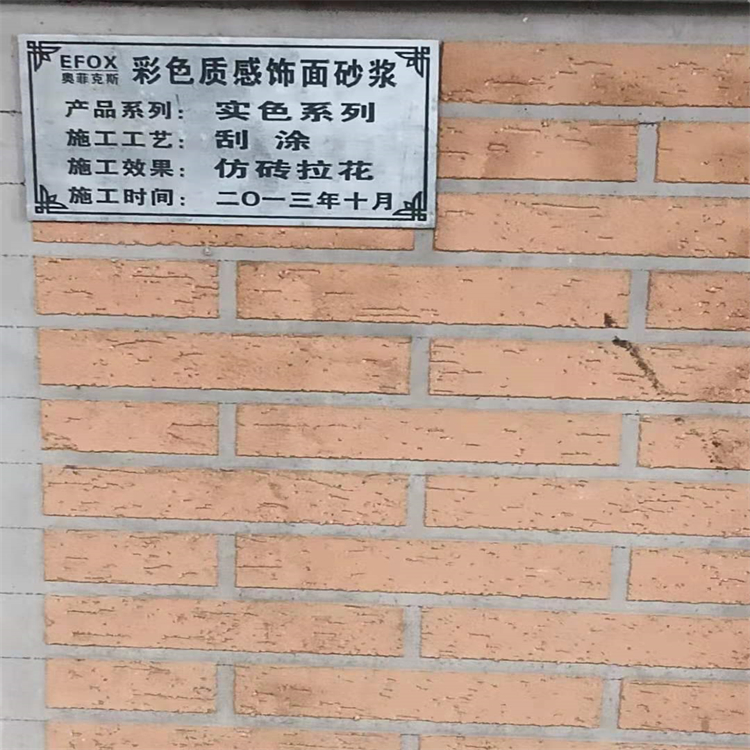 EFOX 彩色质感饰面砂浆
奥菲克斯
产品系列： 实色系列
施工工艺： 刮 涂
施工效果： 仿砖拉花
施工时间： 二〇一三年十月